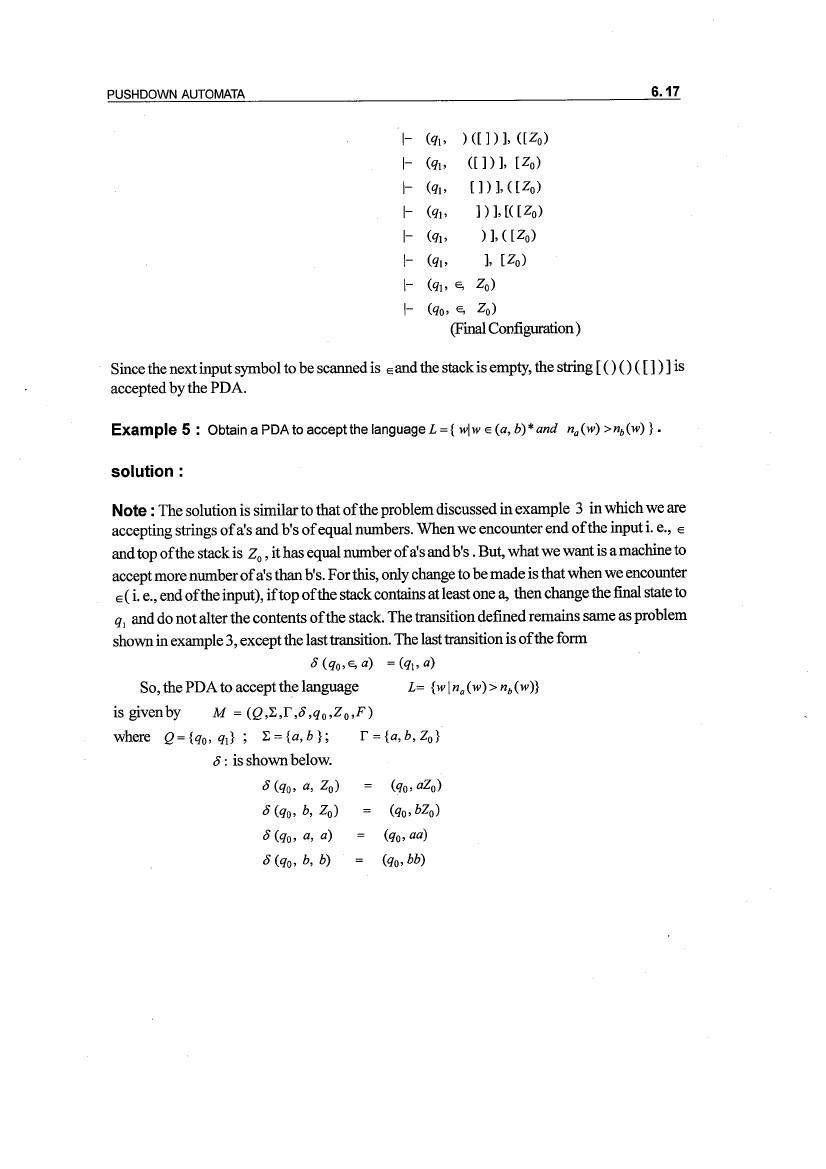 PUSHDOWN AUTOMATA 6.17
|– (q₁, )([])], ([Z₀)
|– (q₁, ([])], [Z₀)
|– (q₁, [])],([Z₀)
|– (q₁, ])],[([Z₀)
|– (q₁, )],([Z₀)
|– (q₁, ], [Z₀)
|– (q₁, ∈, Z₀)
|– (q₀, ∈, Z₀)
(Final Configuration)
Since the next input symbol to be scanned is ∈and the stack is empty, the string [()()([])] is
accepted by the PDA.
Example 5 : Obtain a PDA to accept the language L = { w|w ∈ (a, b)* and nₐ(w) > n_b(w) } .
solution :
Note : The solution is similar to that of the problem discussed in example 3 in which we are
accepting strings of a's and b's of equal numbers. When we encounter end of the input i. e., ∈
and top of the stack is Z₀ , it has equal number of a's and b's . But, what we want is a machine to
accept more number of a's than b's. For this, only change to be made is that when we encounter
∈( i. e., end of the input), if top of the stack contains at least one a, then change the final state to
q₁ and do not alter the contents of the stack. The transition defined remains same as problem
shown in example 3, except the last transition. The last transition is of the form
δ (q₀,∈, a) = (q₁, a)
So, the PDA to accept the language L= {w|nₐ(w)> n_b(w)}
is given by M = (Q,Σ,Γ,δ,q₀,Z₀,F)
where Q = {q₀, q₁} ; Σ = {a, b }; Γ = {a, b, Z₀}
δ : is shown below.
δ (q₀, a, Z₀) = (q₀, aZ₀)
δ (q₀, b, Z₀) = (q₀, bZ₀)
δ (q₀, a, a) = (q₀, aa)
δ (q₀, b, b) = (q₀, bb)